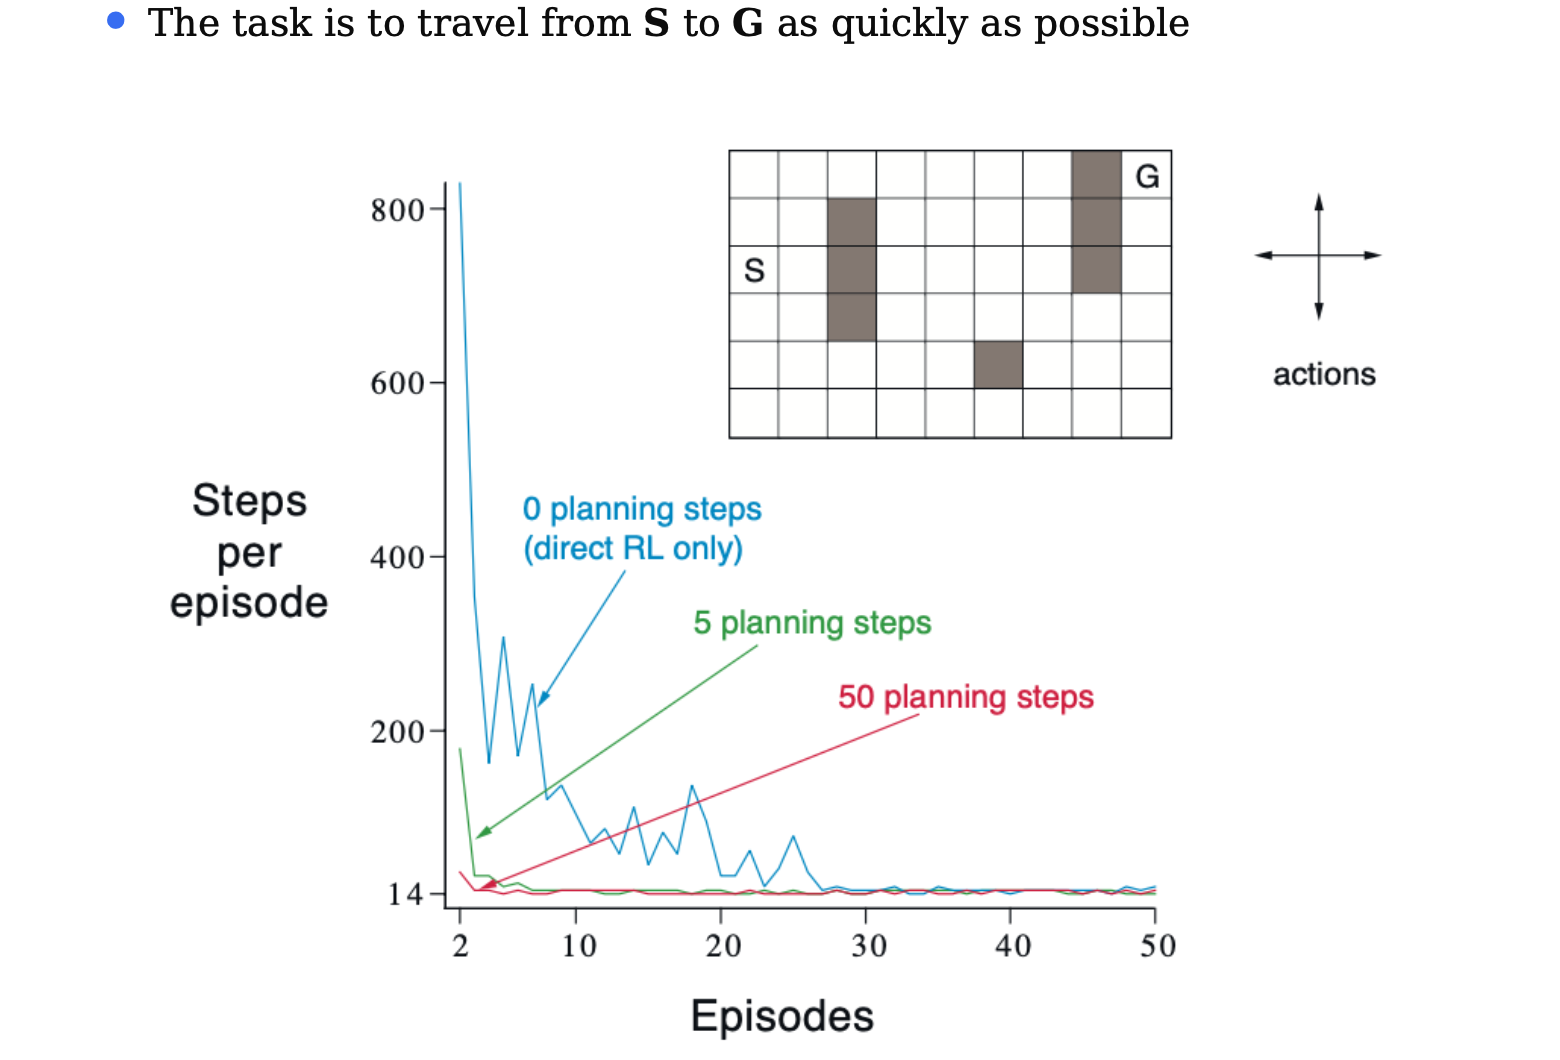 The task is to travel from S to G as quickly as possible
G
S
actions
800
600
400
200
14
Steps
per
episode
0 planning steps
(direct RL only)
5 planning steps
50 planning steps
2 10 20 30 40 50
Episodes